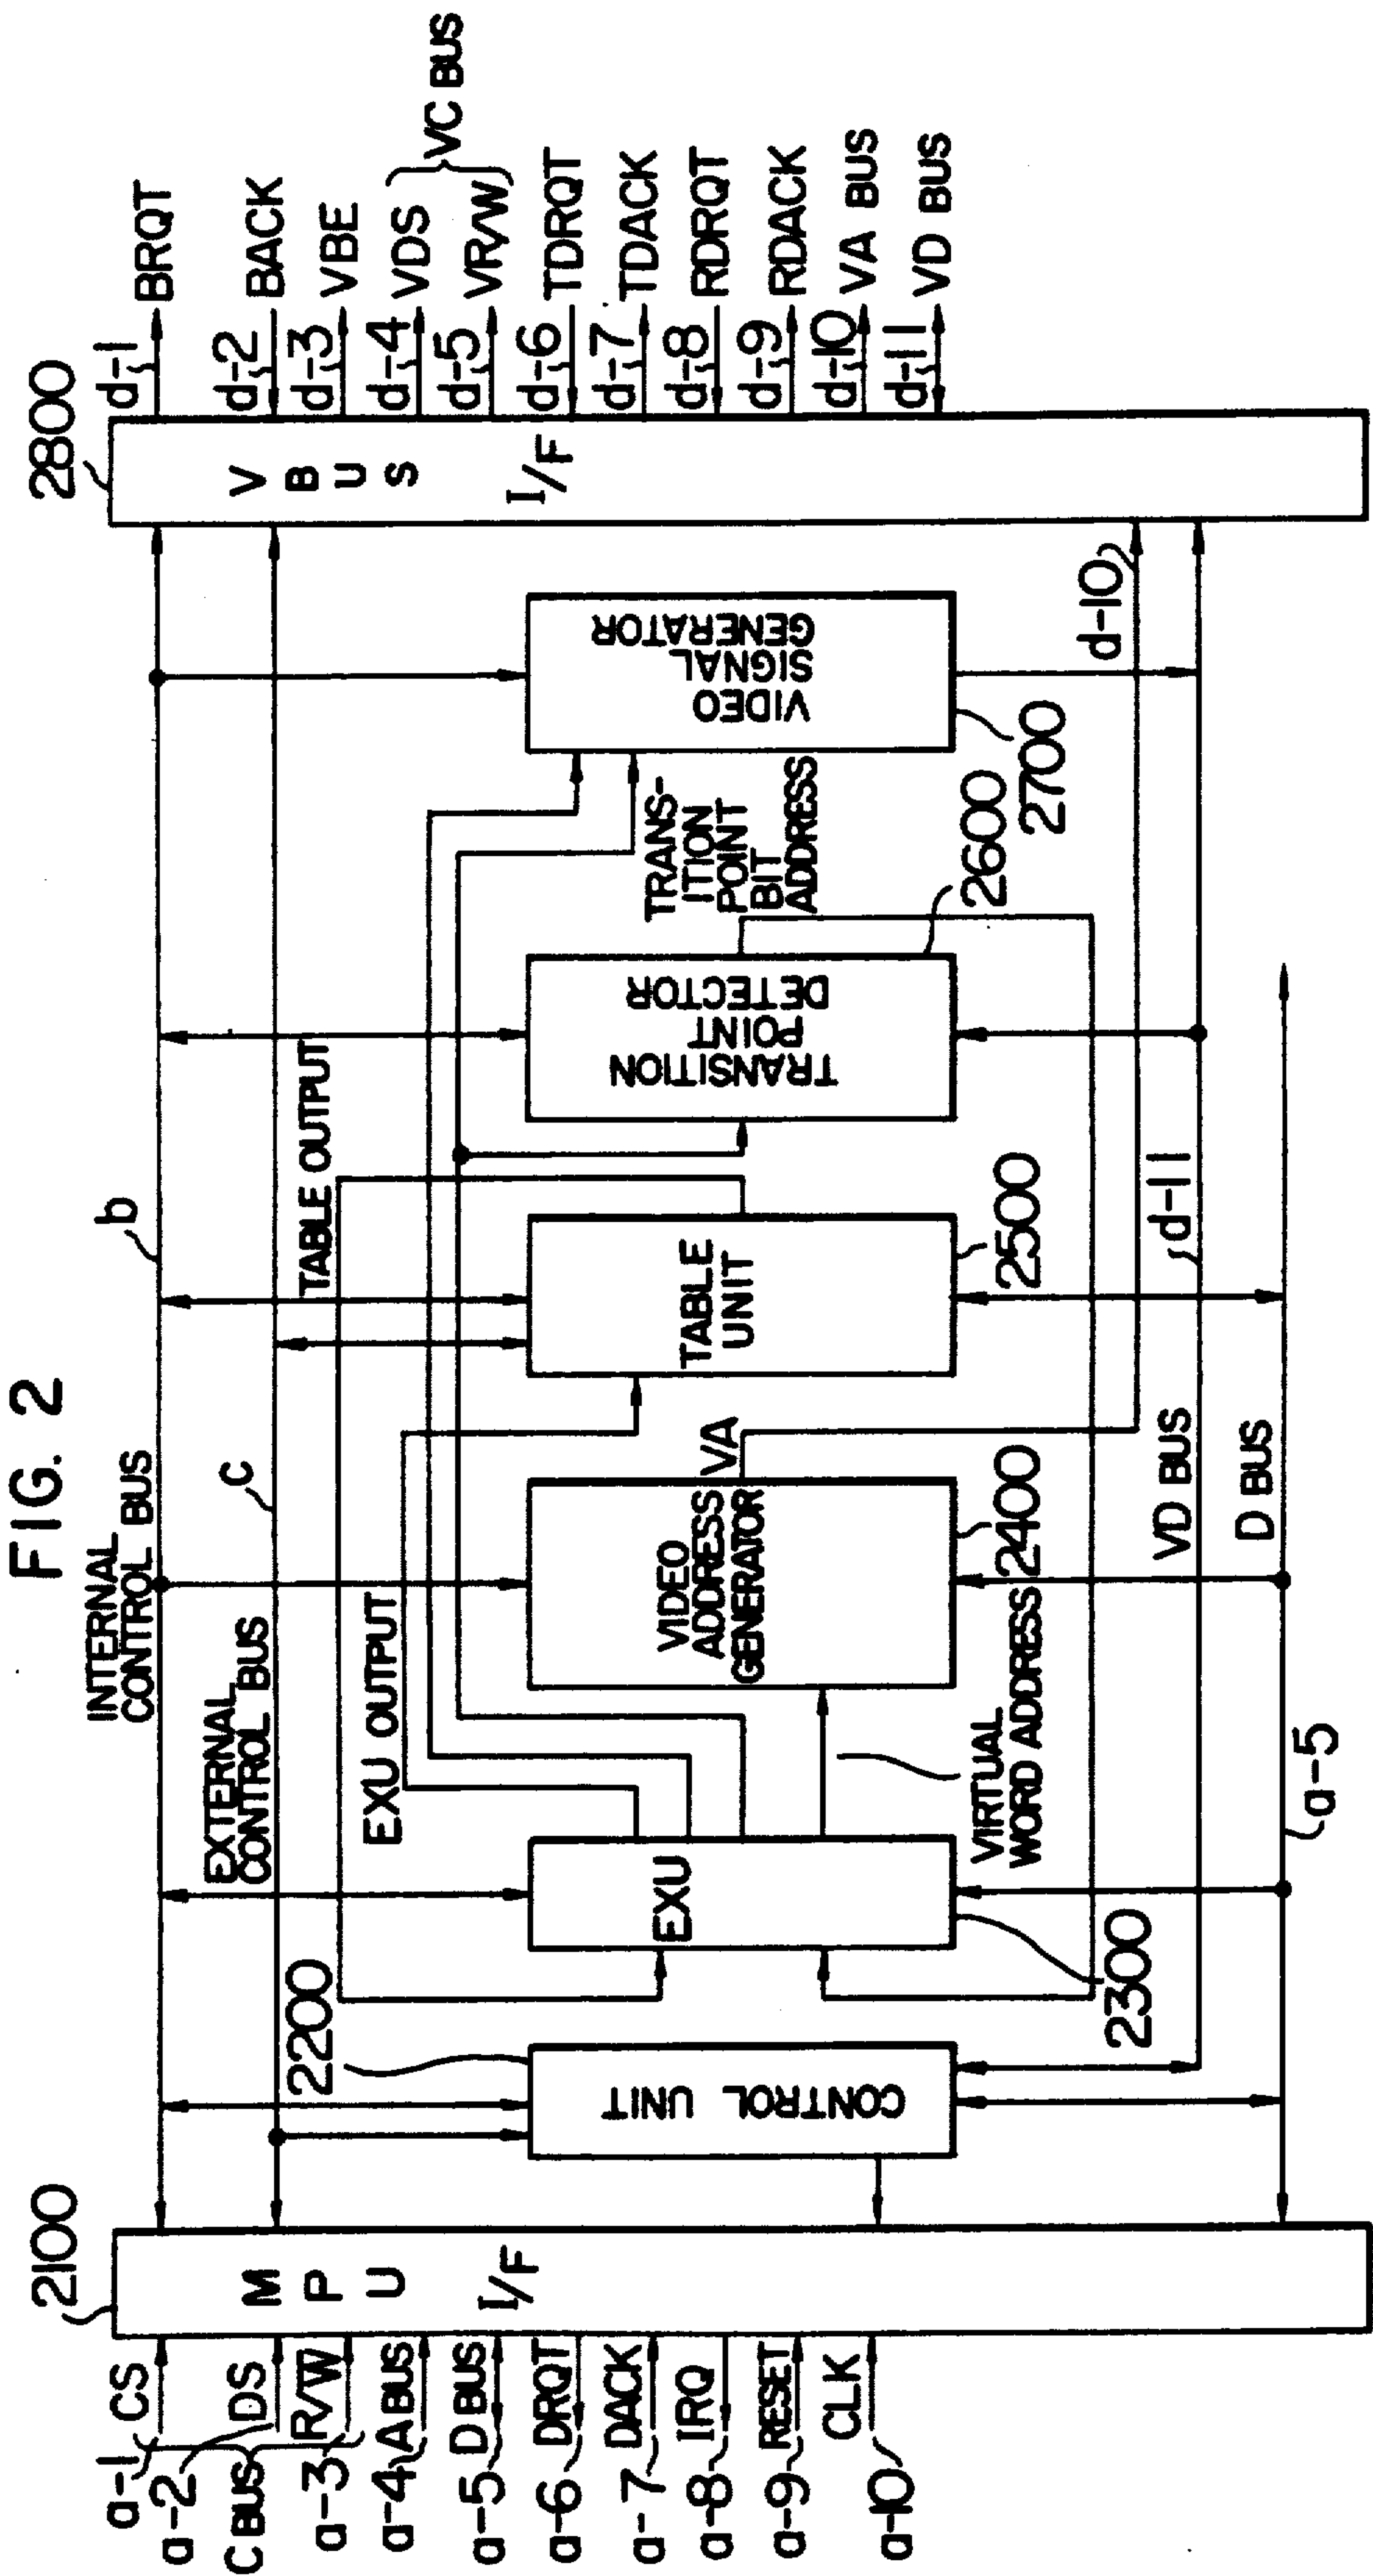 FIG. 2
2100
MPU
I/F
a-1
CS
a-2
DS
C BUS
a-3
R/W
a-4
A BUS
a-5
D BUS
a-6
DRQT
a-7
DACK
a-8
IRQ
a-9
RESET
a-10
CLK
INTERNAL
CONTROL BUS
b
EXTERNAL
CONTROL BUS
c
TABLE OUTPUT
EXU OUTPUT
2200
CONTROL UNIT
2300
EXU
VIRTUAL
WORD ADDRESS
2400
VIDEO
ADDRESS
GENERATOR
VA
2500
TABLE
UNIT
2600
TRANSITION
POINT
DETECTOR
TRANS-
ITION
POINT
BIT
ADDRESS
2700
VIDEO
SIGNAL
GENERATOR
d-10
VD BUS
d-11
D BUS
a-5
2800
VBUS
I/F
d-1
BRQT
d-2
BACK
d-3
VBE
d-4
VDS
d-5
VR/W
VC BUS
d-6
TDRQT
d-7
TDACK
d-8
RDRQT
d-9
RDACK
d-10
VA BUS
d-11
VD BUS